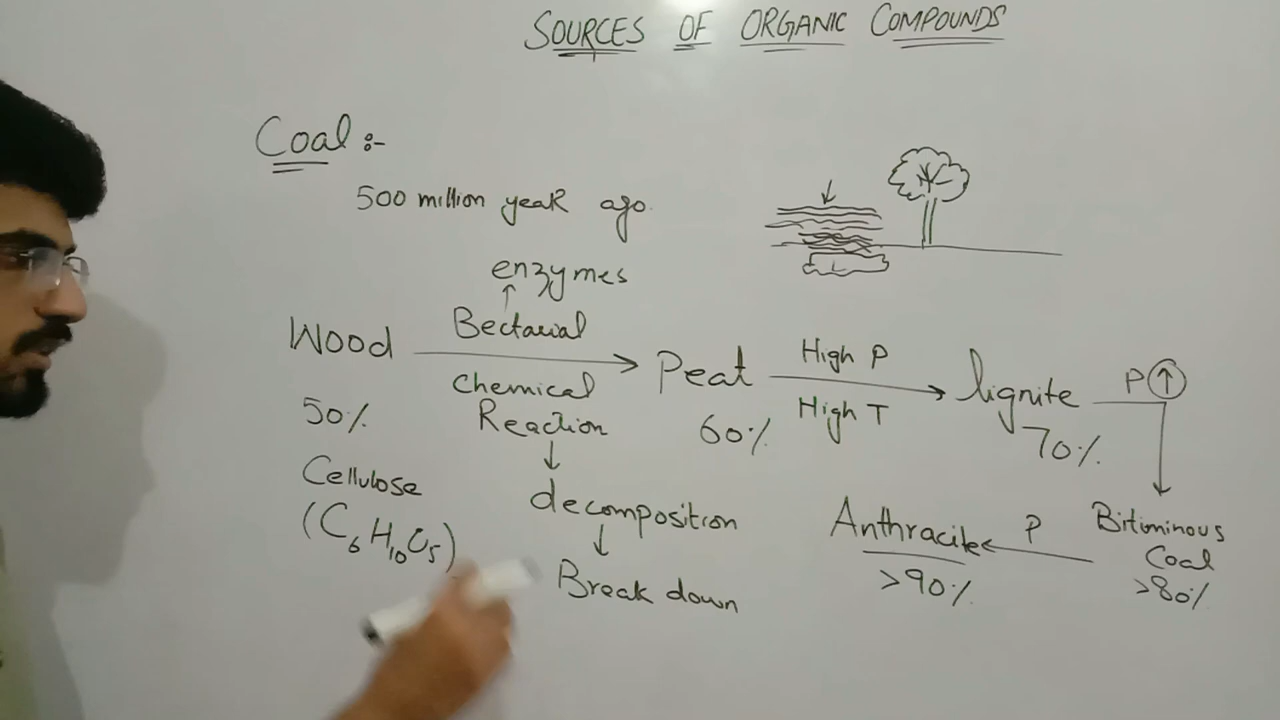 SOURCES OF ORGANIC COMPOUNDS
Coal :-
500 million yeaR ago
enzymes
↑
Wood
Bectarial
Chemical
Reaction
Peat
High P
High T
lignite
P ↑
50%
60%
70%
Cellulose
(C6H10O5)
↓
decomposition
↓
Break down
Bitiminous
Coal
>80%
P
Anthracite
>90%